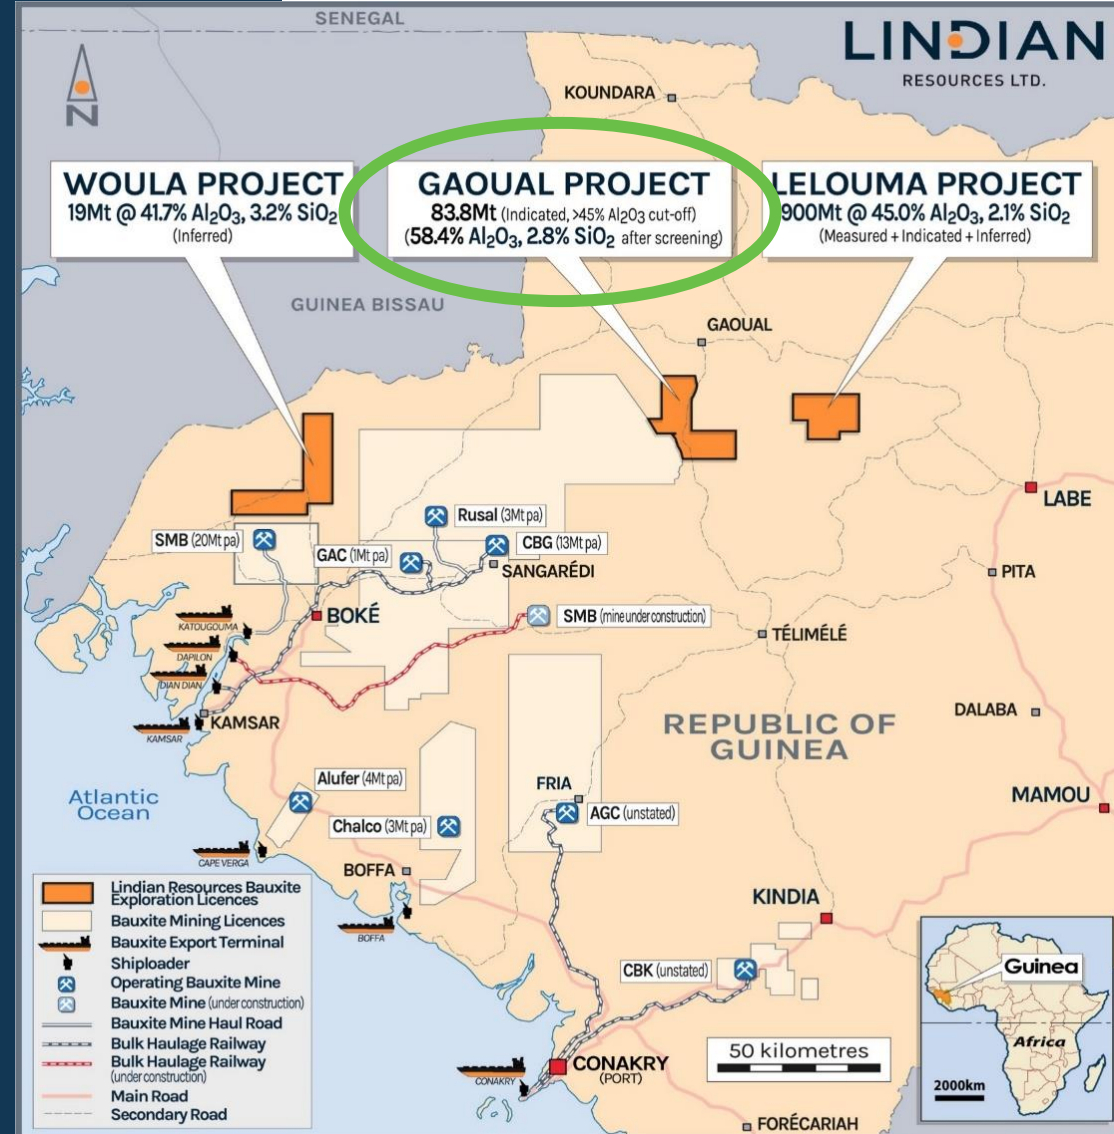 SENEGAL
LINDIAN
RESOURCES LTD.
N
KOUNDARA
WOULA PROJECT
19Mt @ 41.7% Al₂O₃, 3.2% SiO₂
(Inferred)
GAOUAL PROJECT
83.8Mt (Indicated, >45% Al₂O₃ cut-off)
(58.4% Al₂O₃, 2.8% SiO₂ after screening)
LELOUMA PROJECT
900Mt @ 45.0% Al₂O₃, 2.1% SiO₂
(Measured + Indicated + Inferred)
GUINEA BISSAU
GAOUAL
LABE
Rusal (3Mt pa)
SMB (20Mt pa)
GAC (1Mt pa)
CBG (13Mt pa)
SANGARÉDI
PITA
BOKÉ
SMB (mine under construction)
KATOUGOUMA
TÉLIMÉLÉ
DAPILON
DIAN DIAN
KAMSAR
KAMSAR
DALABA
REPUBLIC OF
GUINEA
Alufer (4Mt pa)
FRIA
Atlantic
Ocean
MAMOU
Chalco (3Mt pa)
AGC (unstated)
CAPE VERGA
BOFFA
KINDIA
BOFFA
CBK (unstated)
Lindian Resources Bauxite
Exploration Licences
Bauxite Mining Licences
Bauxite Export Terminal
Shiploader
Operating Bauxite Mine
Bauxite Mine (under construction)
Bauxite Mine Haul Road
Bulk Haulage Railway
Bulk Haulage Railway
(under construction)
Main Road
Secondary Road
CONAKRY
CONAKRY
(PORT)
50 kilometres
FORÉCARIAH
Guinea
Africa
2000km